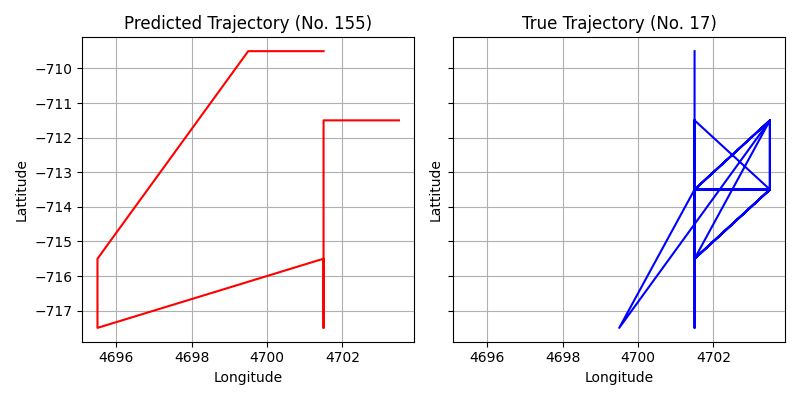 Predicted Trajectory (No. 155)
True Trajectory (No. 17)
−710
−711
−712
−713
−714
−715
−716
−717
Lattitude
Lattitude
4696 4698 4700 4702
4696 4698 4700 4702
Longitude
Longitude